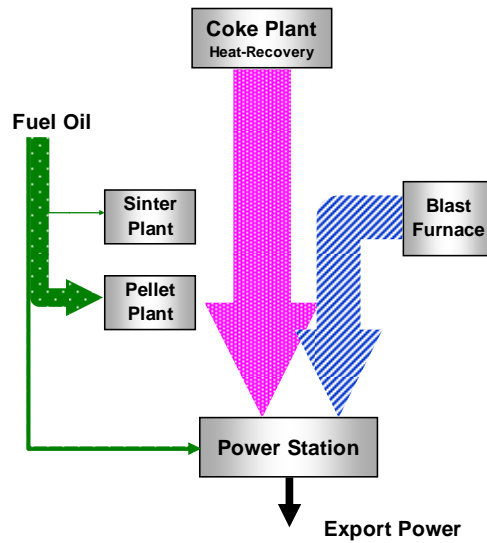 Coke Plant
Heat-Recovery
Fuel Oil
Sinter
Plant
Blast
Furnace
Pellet
Plant
Power Station
Export Power